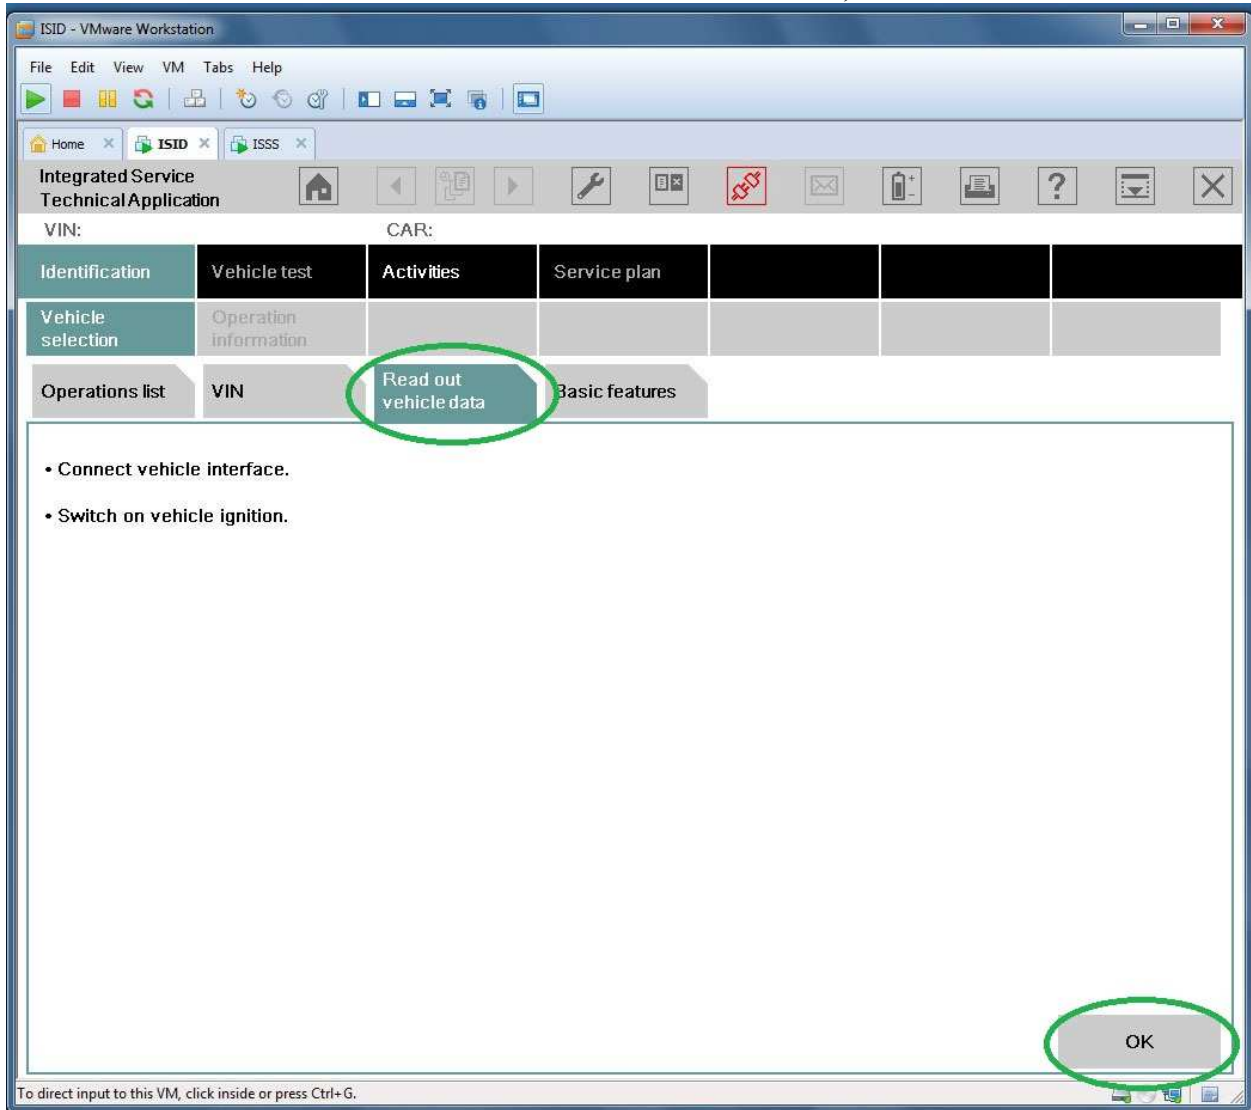 ISID - VMware Workstation
File Edit View VM Tabs Help
Home ISID ISSS
Integrated Service
Technical Application
VIN: CAR:
Identification Vehicle test Activities Service plan
Vehicle
selection
Operation
information
Operations list VIN
Read out
vehicle data
Basic features
• Connect vehicle interface.
• Switch on vehicle ignition.
OK
To direct input to this VM, click inside or press Ctrl+G.